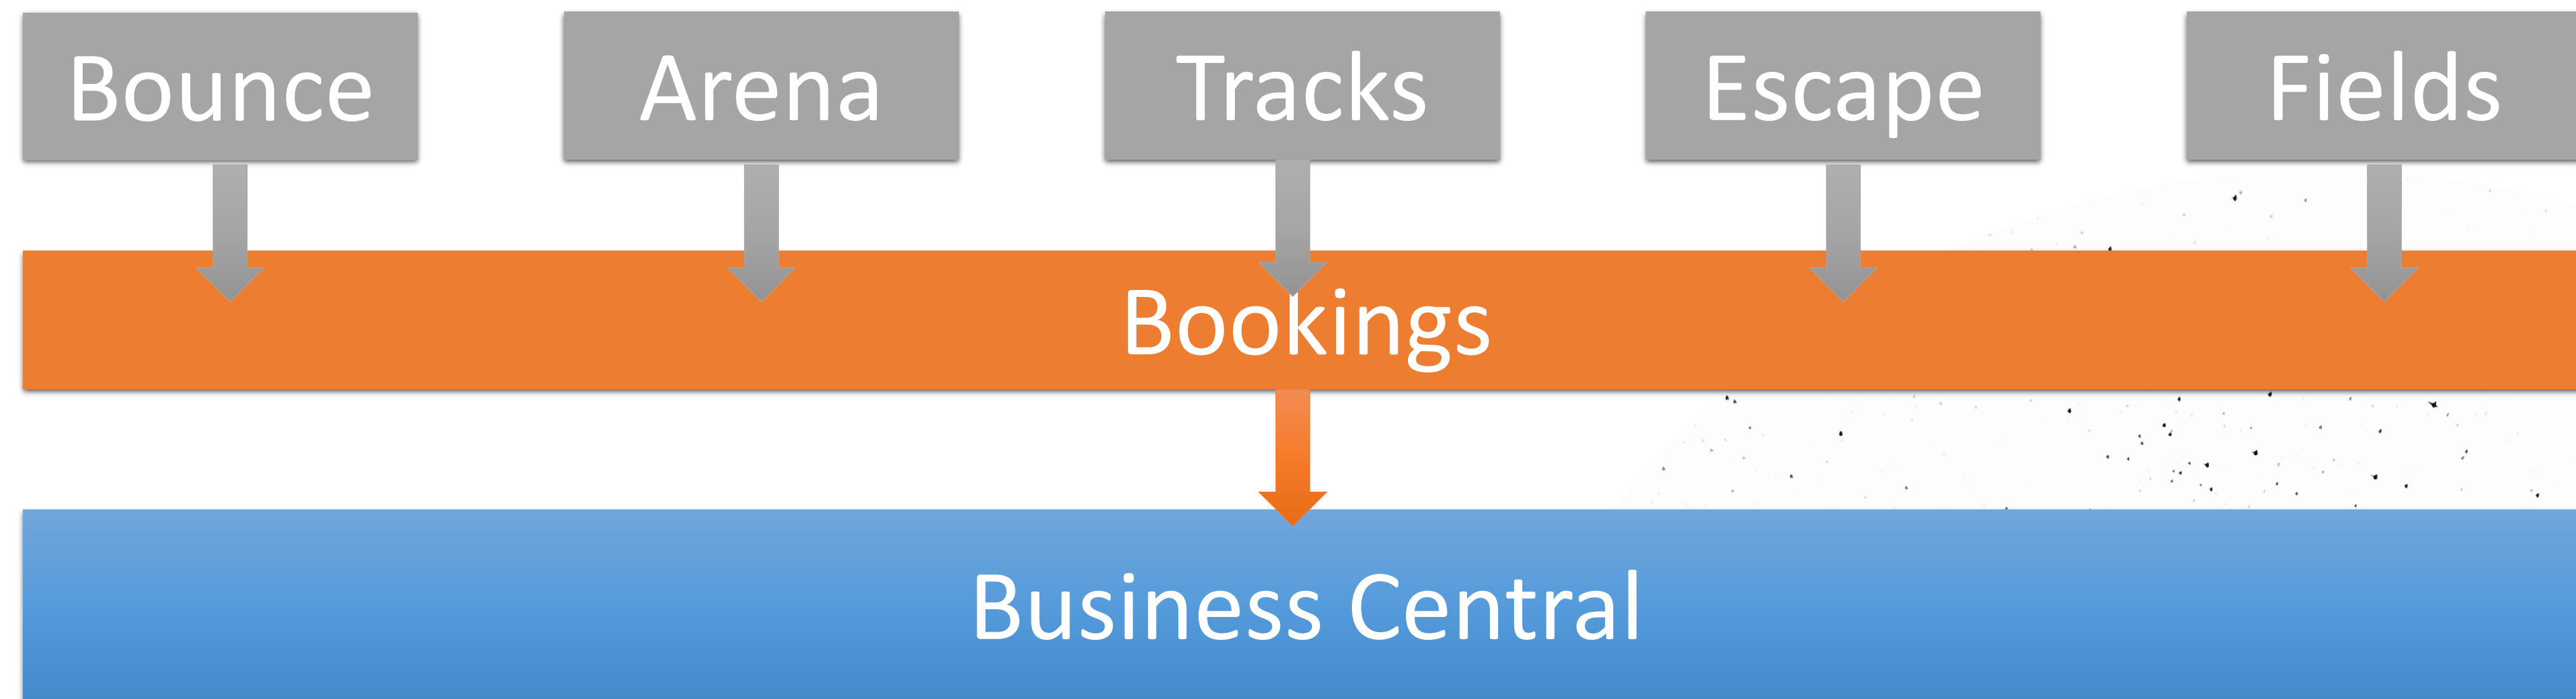 Bounce
Arena
Tracks
Escape
Fields
Bookings
Business Central